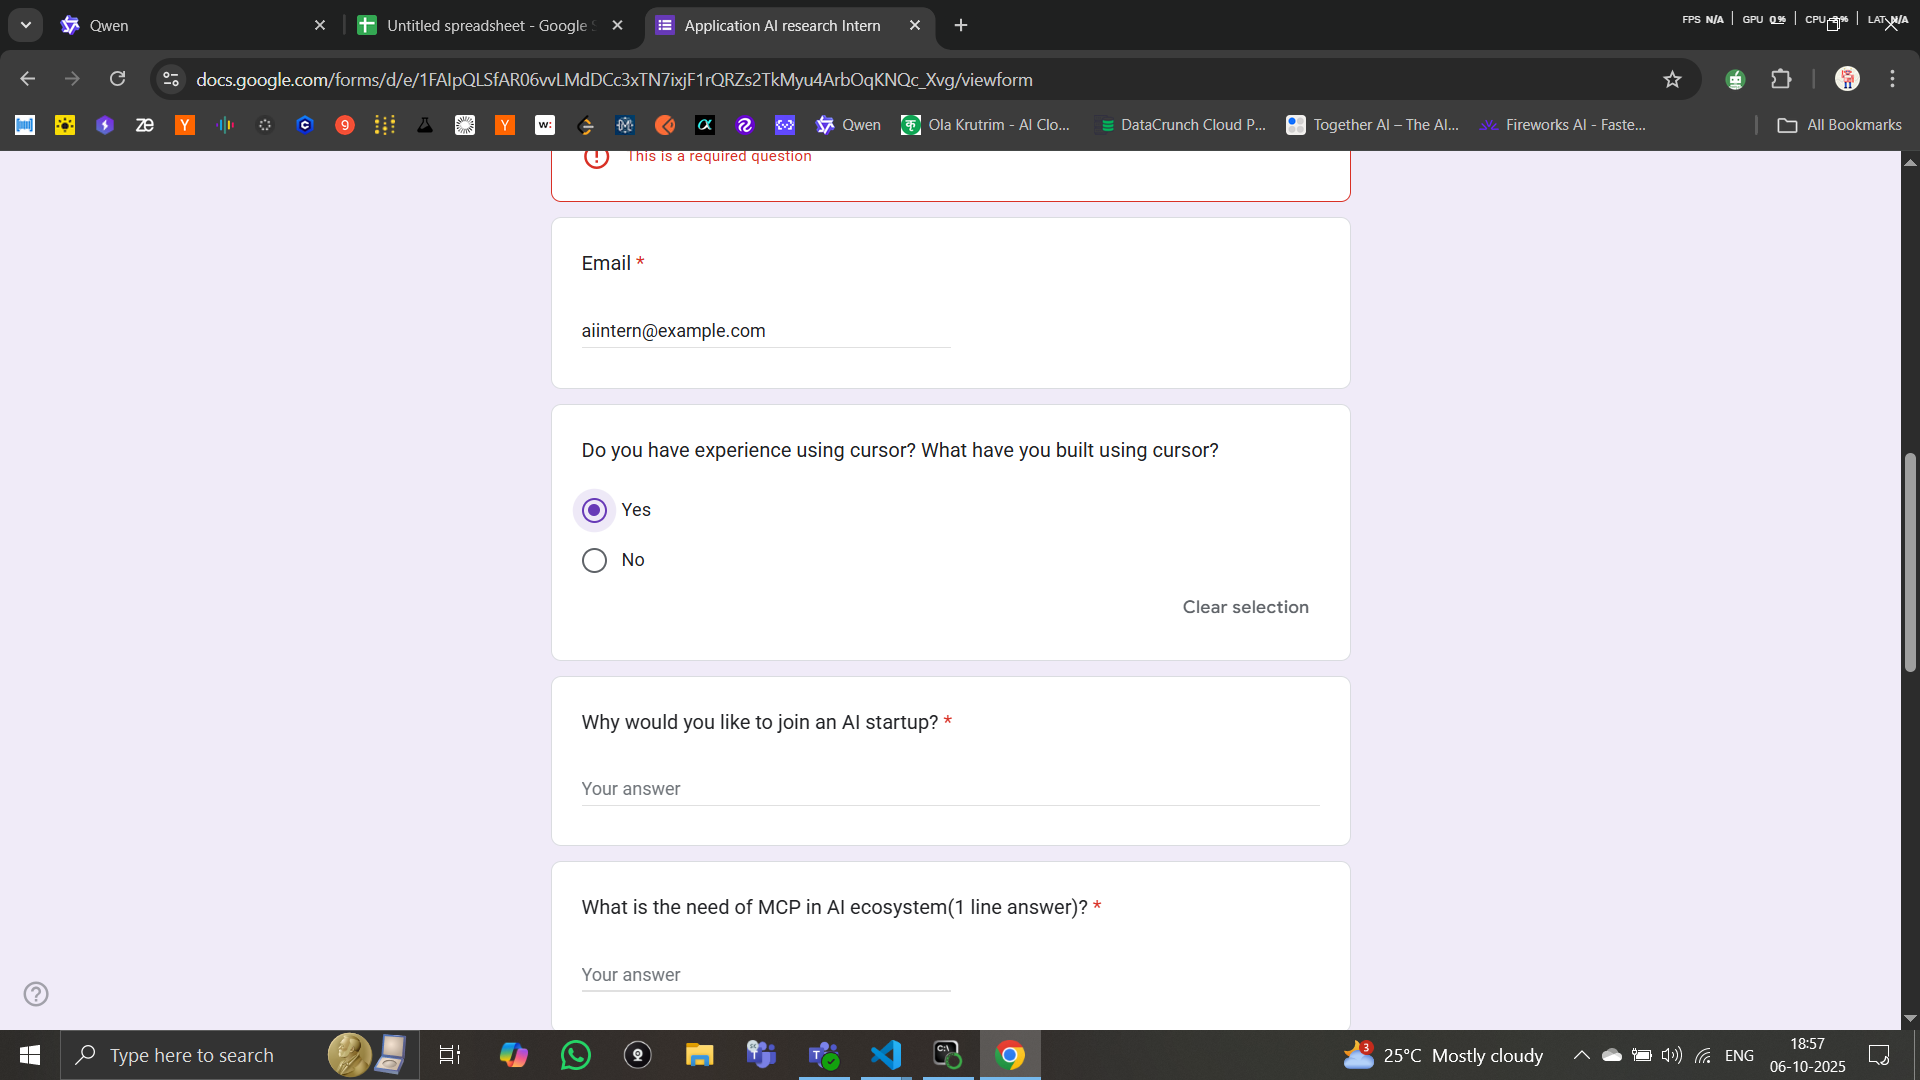 Qwen
Untitled spreadsheet - Google S
Application AI research Intern
FPS N/A
GPU 0%
CPU
LAT N/A
docs.google.com/forms/d/e/1FAIpQLSfAR06vvLMdDCc3xTN7ixjF1rQRZs2TkMyu4ArbOqKNQc_Xvg/viewform
Qwen
Ola Krutrim - AI Clo...
DataCrunch Cloud P...
Together AI – The AI...
Fireworks AI - Faste...
All Bookmarks
This is a required question
Email *
aiintern@example.com
Do you have experience using cursor? What have you built using cursor?
Yes
No
Clear selection
Why would you like to join an AI startup? *
Your answer
What is the need of MCP in AI ecosystem(1 line answer)? *
Your answer
Type here to search
3
25°C Mostly cloudy
ENG
18:57
06-10-2025